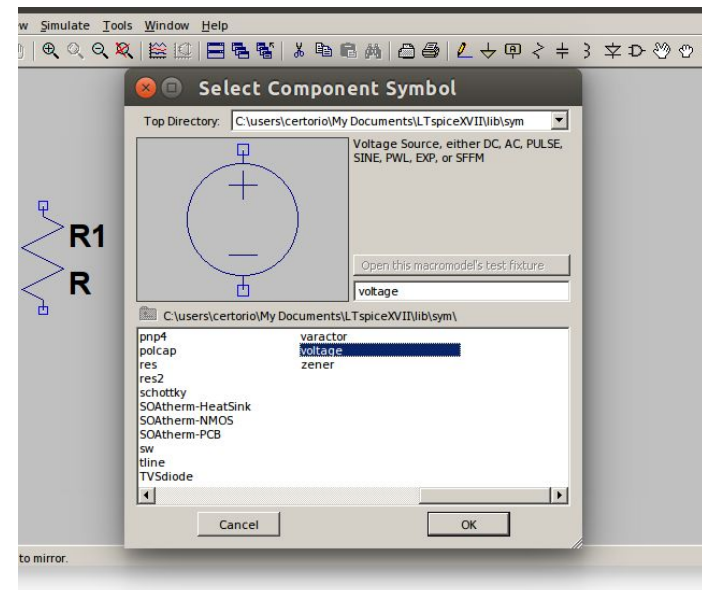 Simulate Tools Window Help
Select Component Symbol
Top Directory: C:\users\certorio\My Documents\LTspiceXVII\lib\sym
Voltage Source, either DC, AC, PULSE,
SINE, PWL, EXP, or SFFM
R1
R
Open this macromodel's test fixture
voltage
C:\users\certorio\My Documents\LTspiceXVII\lib\sym\
pnp4
polcap
res
res2
schottky
SOAtherm-HeatSink
SOAtherm-NMOS
SOAtherm-PCB
sw
tline
TVSdiode
varactor
voltage
zener
Cancel
OK
to mirror.